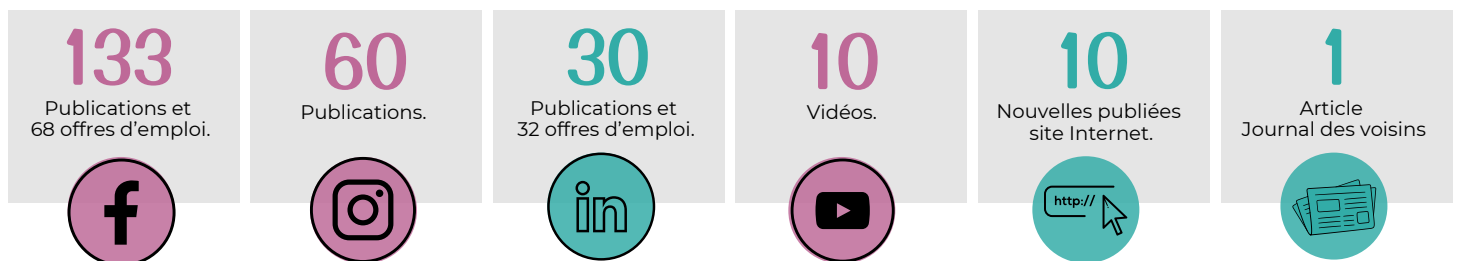 133
Publications et
68 offres d'emploi.
60
Publications.
30
Publications et
32 offres d'emploi.
10
Vidéos.
10
Nouvelles publiées
site Internet.
1
Article
Journal des voisins
f
in
http://